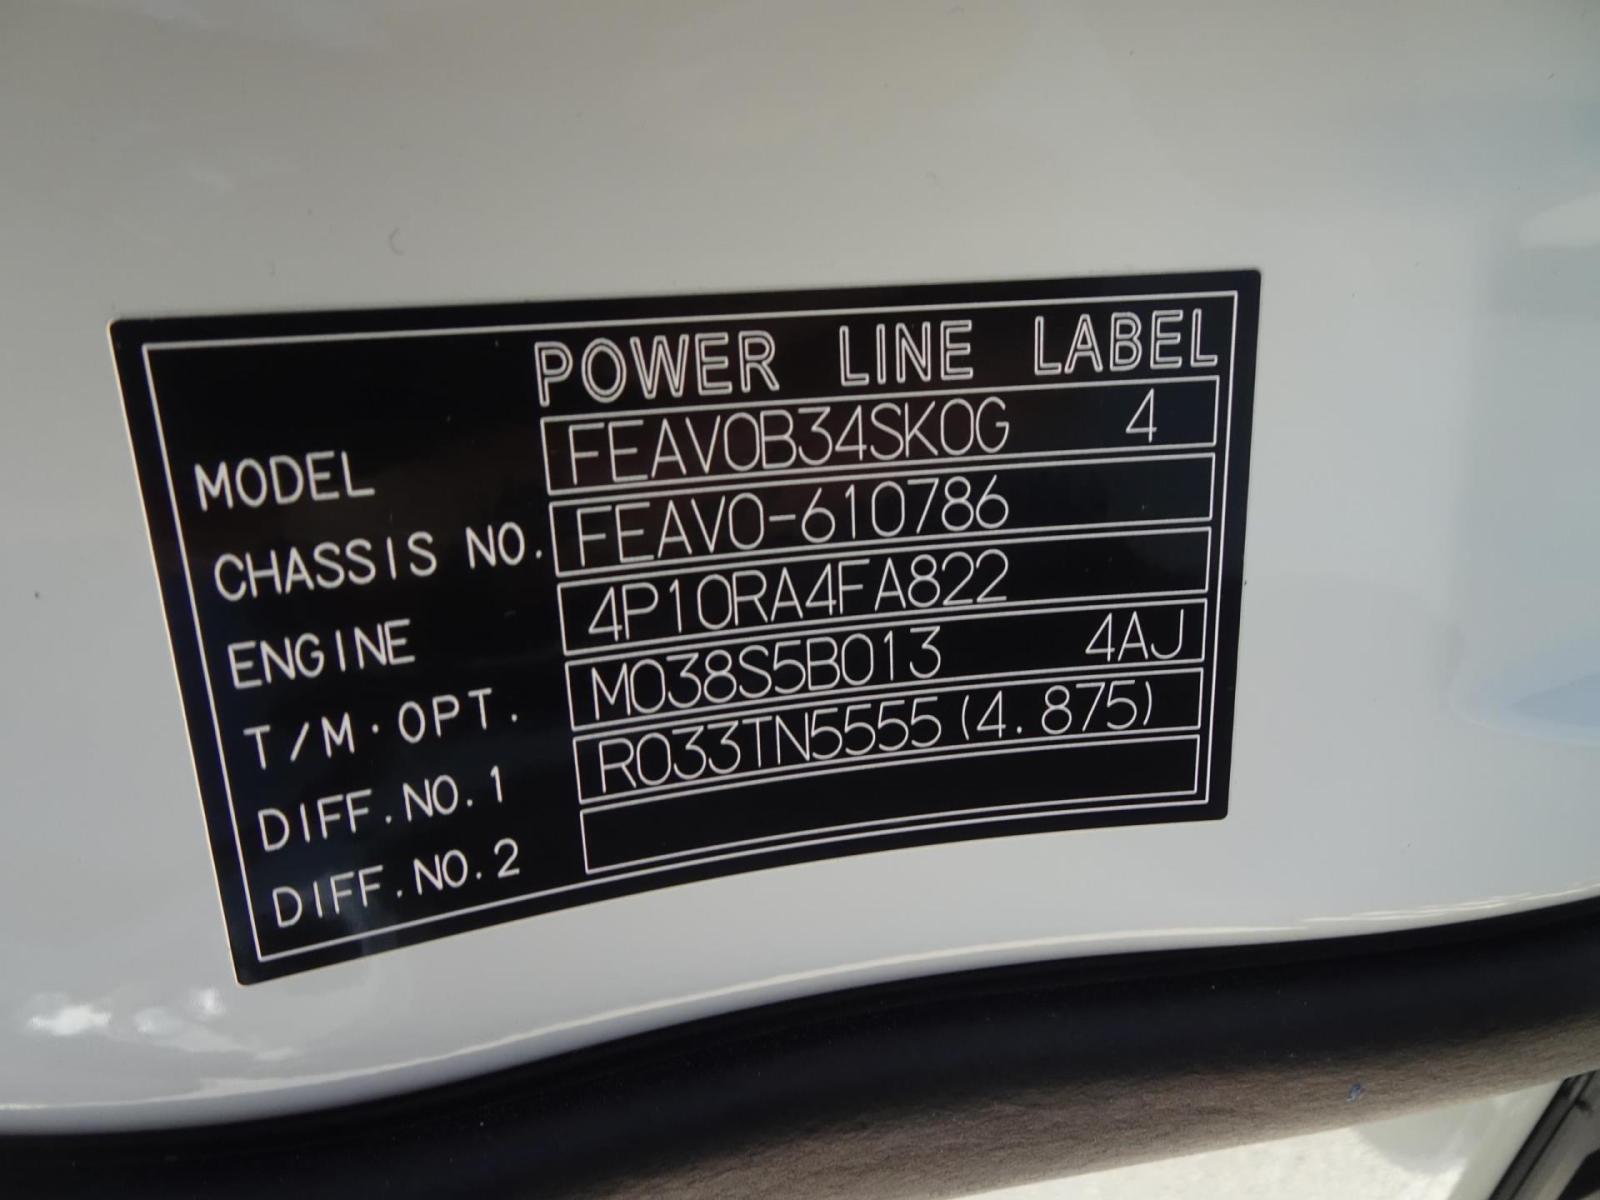 POWER LINE LABEL
MODEL FEAV0B34SK0G 4
CHASSIS NO. FEAV0-610786
ENGINE 4P10RA4FA822
T/M·OPT. M038S5B013 4AJ
DIFF.NO.1 R033TN5555(4.875)
DIFF.NO.2